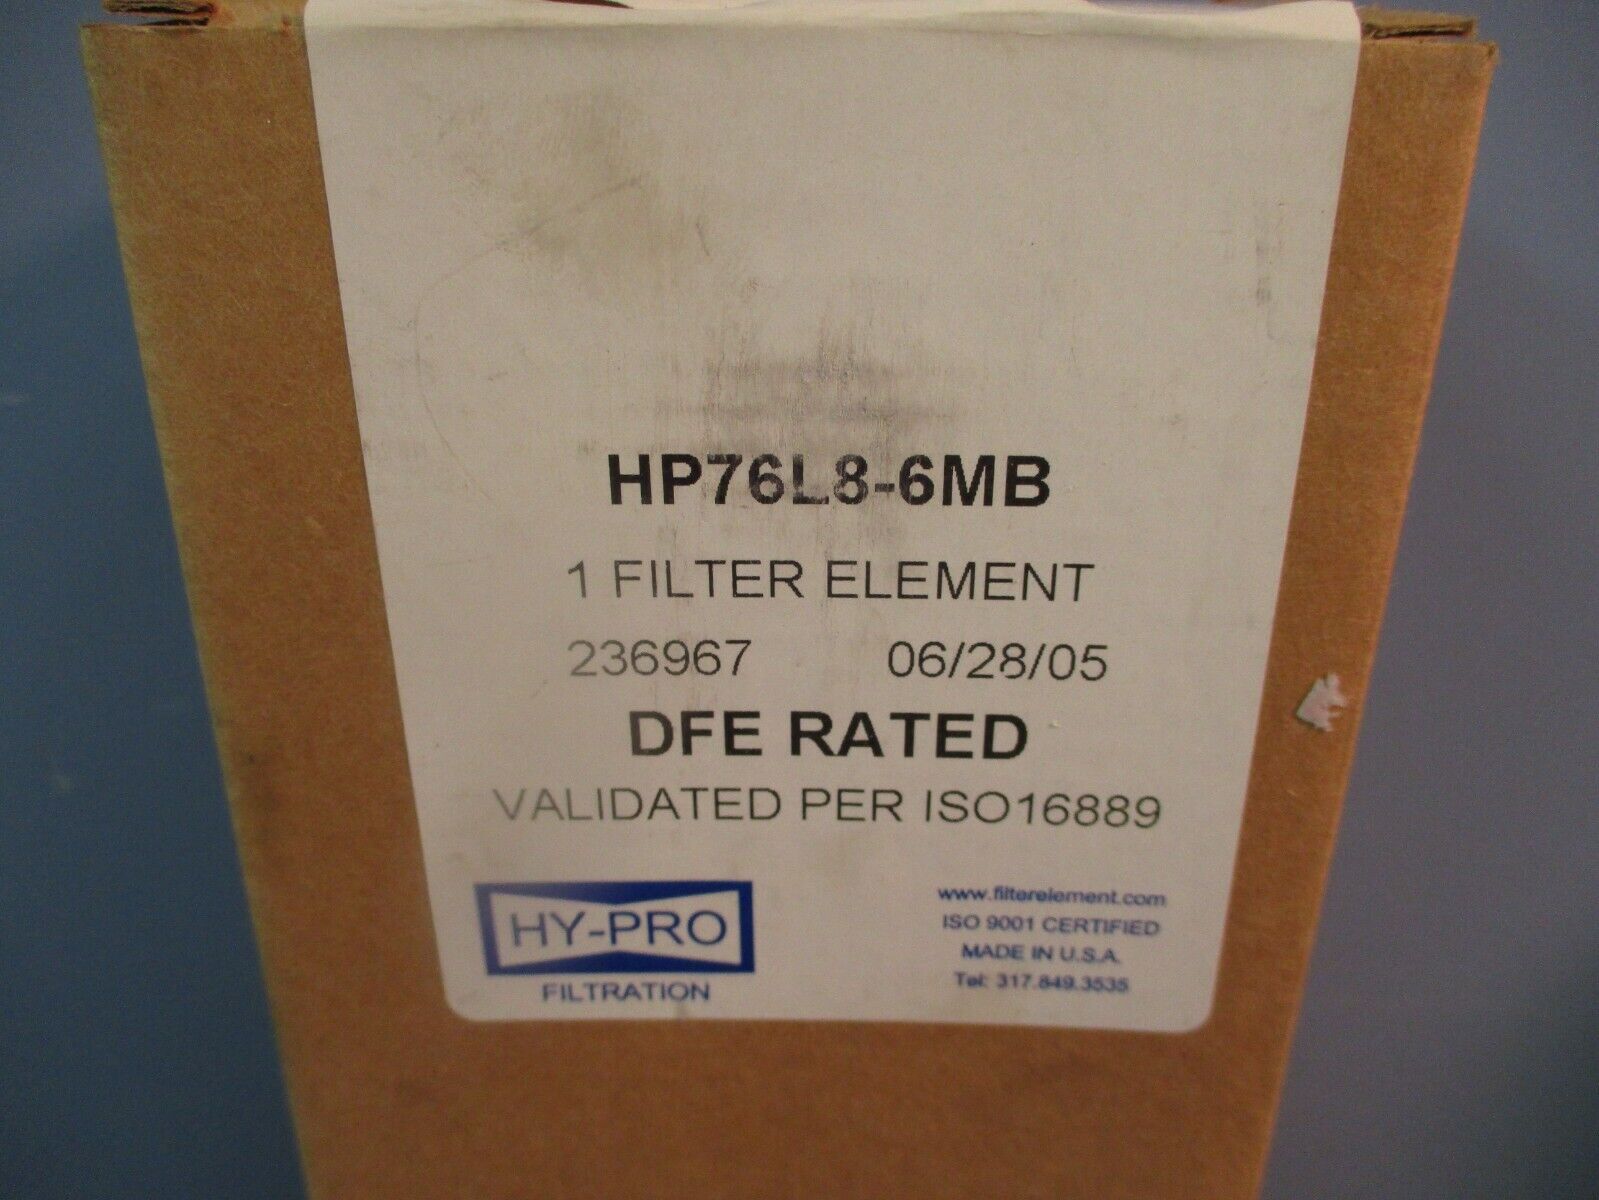 HP76L8-6MB
1 FILTER ELEMENT
236967 06/28/05
DFE RATED
VALIDATED PER ISO16889
HY-PRO
FILTRATION
www.filterelement.com
ISO 9001 CERTIFIED
MADE IN U.S.A.
Tel: 317.849.3535